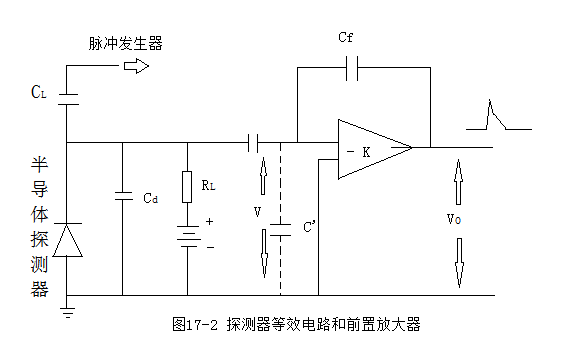 脉冲发生器
Cf
CL
- K
半导体探测器
Cd
RL
+
-
V
C'
VO
图17-2 探测器等效电路和前置放大器